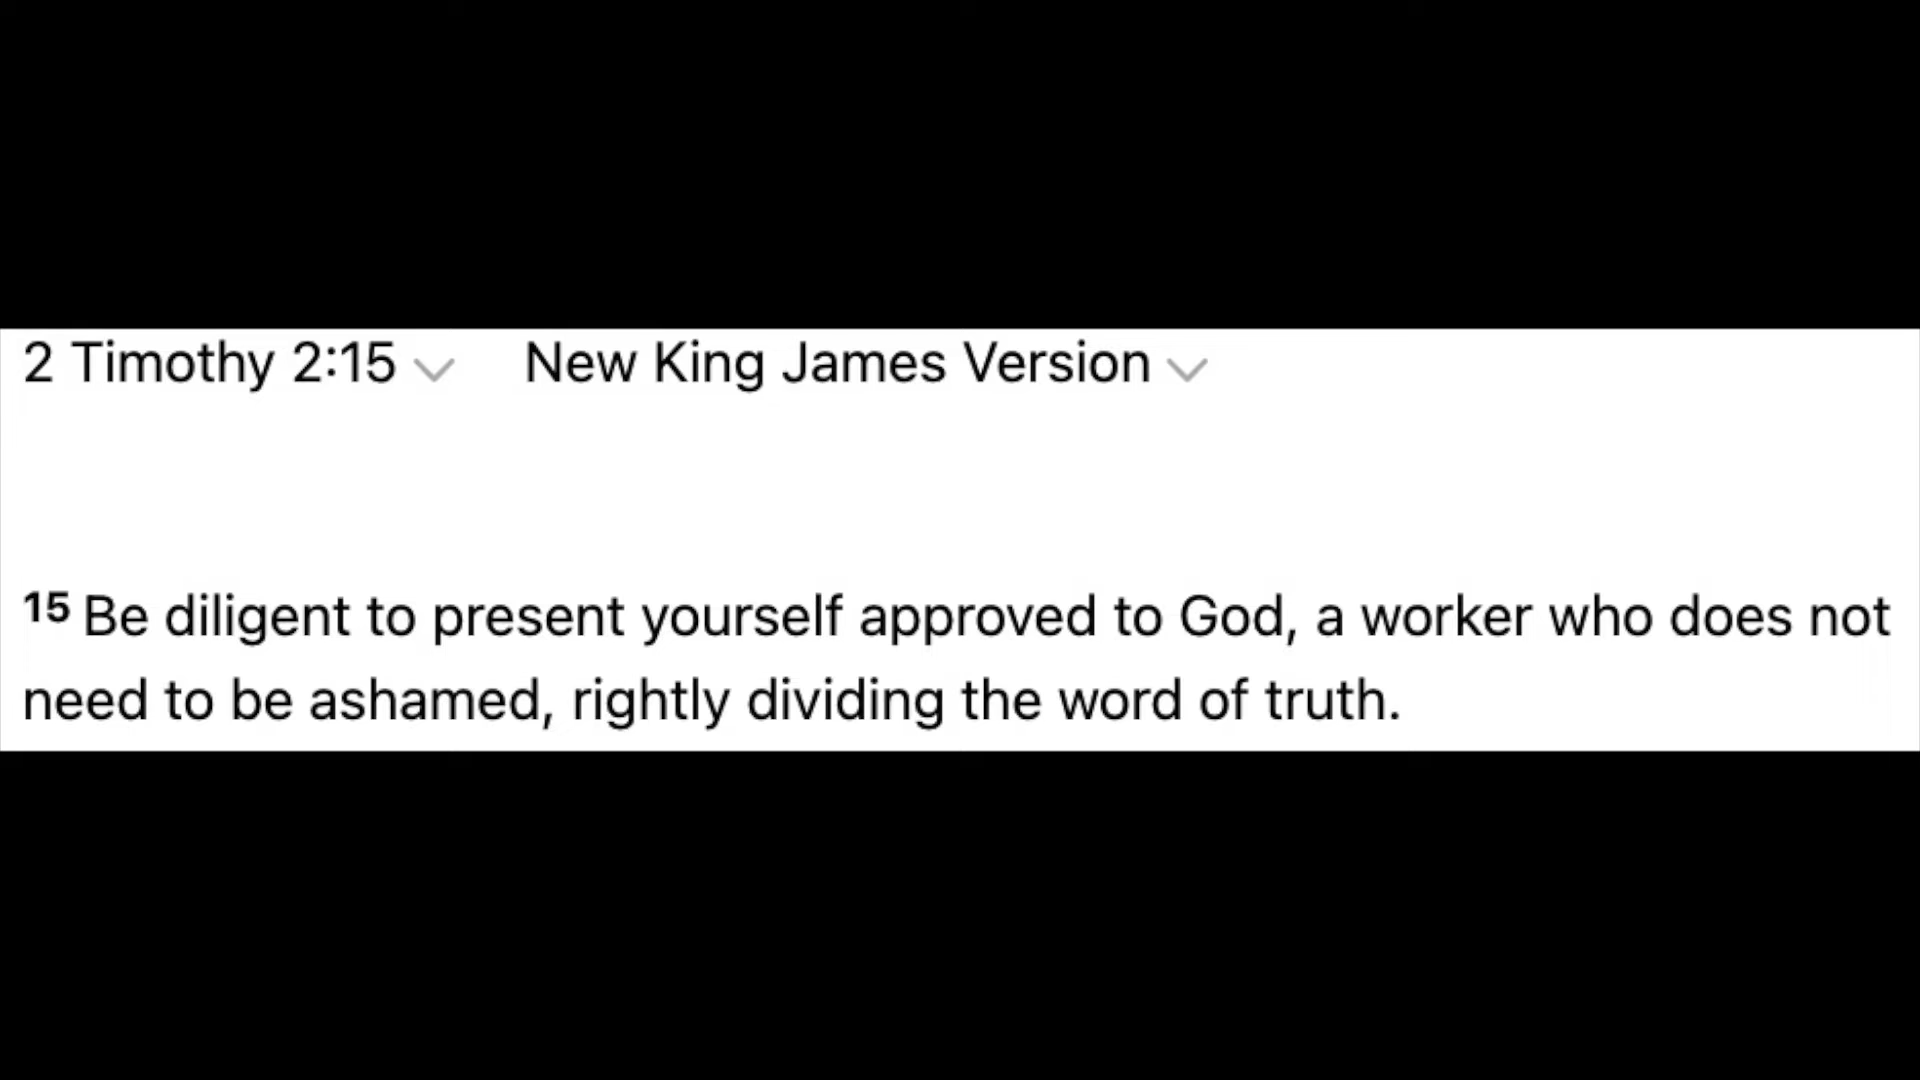 2 Timothy 2:15 New King James Version
15 Be diligent to present yourself approved to God, a worker who does not
need to be ashamed, rightly dividing the word of truth.